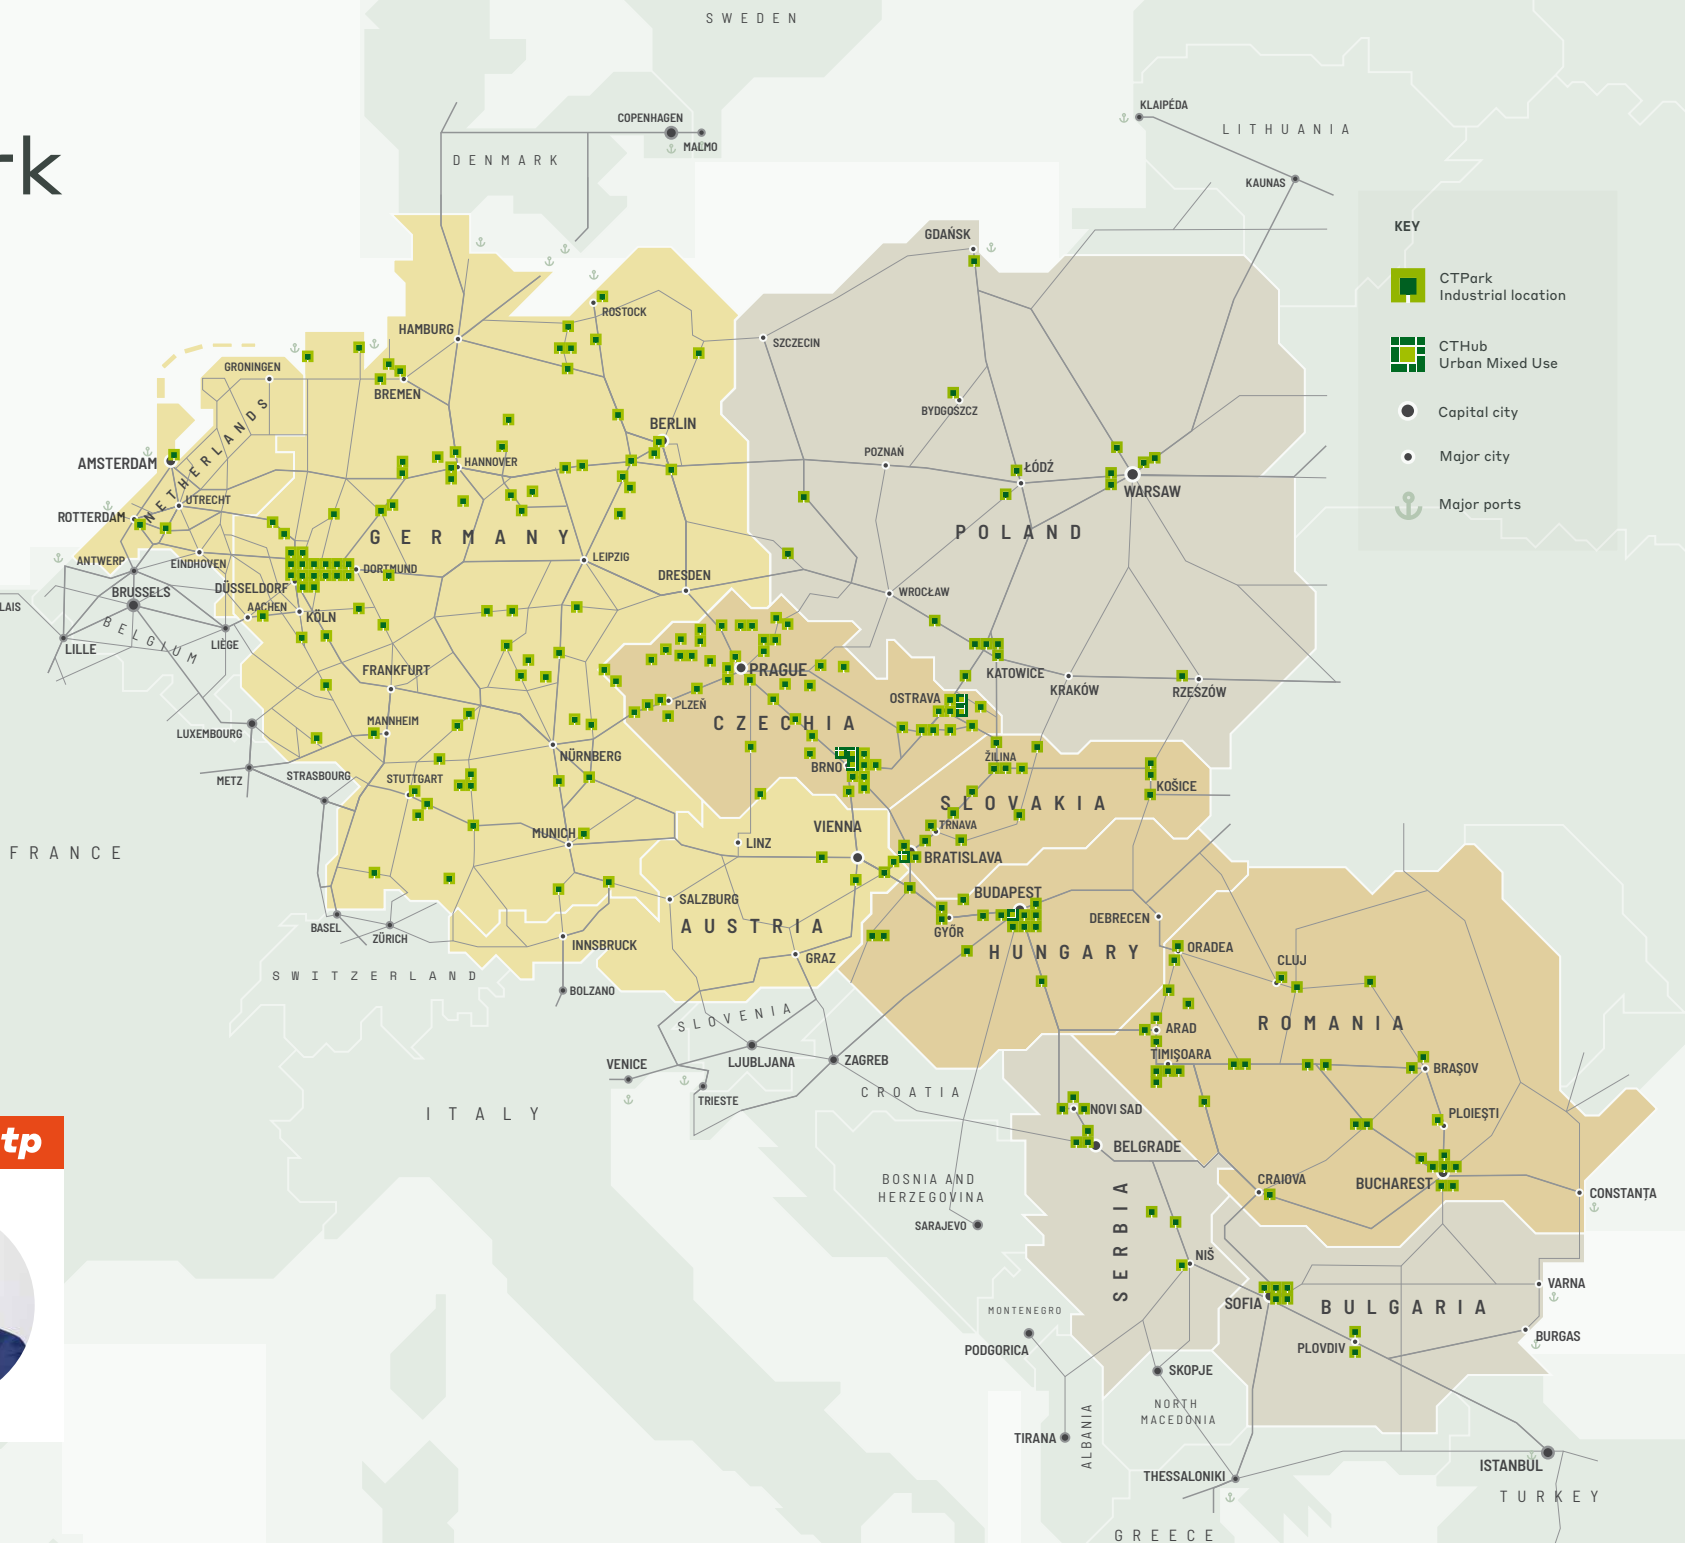 SWEDEN
rk
COPENHAGEN
MALMO
DENMARK
KLAIPĖDA
LITHUANIA
KAUNAS
KEY
CTPark
Industrial location
CTHub
Urban Mixed Use
Capital city
Major city
Major ports
GDAŃSK
ROSTOCK
HAMBURG
SZCZECIN
GRONINGEN
BREMEN
BYDGOSZCZ
BERLIN
NETHERLANDS
AMSTERDAM
HANNOVER
POZNAŃ
ŁÓDŹ
WARSAW
UTRECHT
ROTTERDAM
GERMANY
POLAND
ANTWERP
EINDHOVEN
DORTMUND
LEIPZIG
DRESDEN
BRUSSELS
DÜSSELDORF
WROCŁAW
LAIS
AACHEN
KÖLN
BELGIUM
LIÈGE
LILLE
FRANKFURT
PRAGUE
KATOWICE
KRAKÓW
RZESZÓW
OSTRAVA
PLZEŇ
CZECHIA
MANNHEIM
LUXEMBOURG
NÜRNBERG
ŽILINA
BRNO
METZ
STRASBOURG
STUTTGART
KOŠICE
SLOVAKIA
TRNAVA
VIENNA
MUNICH
LINZ
BRATISLAVA
FRANCE
BUDAPEST
SALZBURG
DEBRECEN
BASEL
ZÜRICH
AUSTRIA
GYÖR
INNSBRUCK
HUNGARY
ORADEA
GRAZ
CLUJ
SWITZERLAND
BOLZANO
SLOVENIA
ROMANIA
ARAD
TIMIŞOARA
VENICE
LJUBLJANA
ZAGREB
BRAŞOV
CROATIA
TRIESTE
ITALY
NOVI SAD
PLOIEŞTI
tp
BELGRADE
BOSNIA AND
HERZEGOVINA
CRAIOVA
BUCHAREST
CONSTANȚA
SARAJEVO
SERBIA
NIŠ
VARNA
SOFIA
BULGARIA
MONTENEGRO
PODGORICA
PLOVDIV
BURGAS
SKOPJE
NORTH
MACEDONIA
TIRANA
ALBANIA
THESSALONIKI
ISTANBUL
TURKEY
GREECE